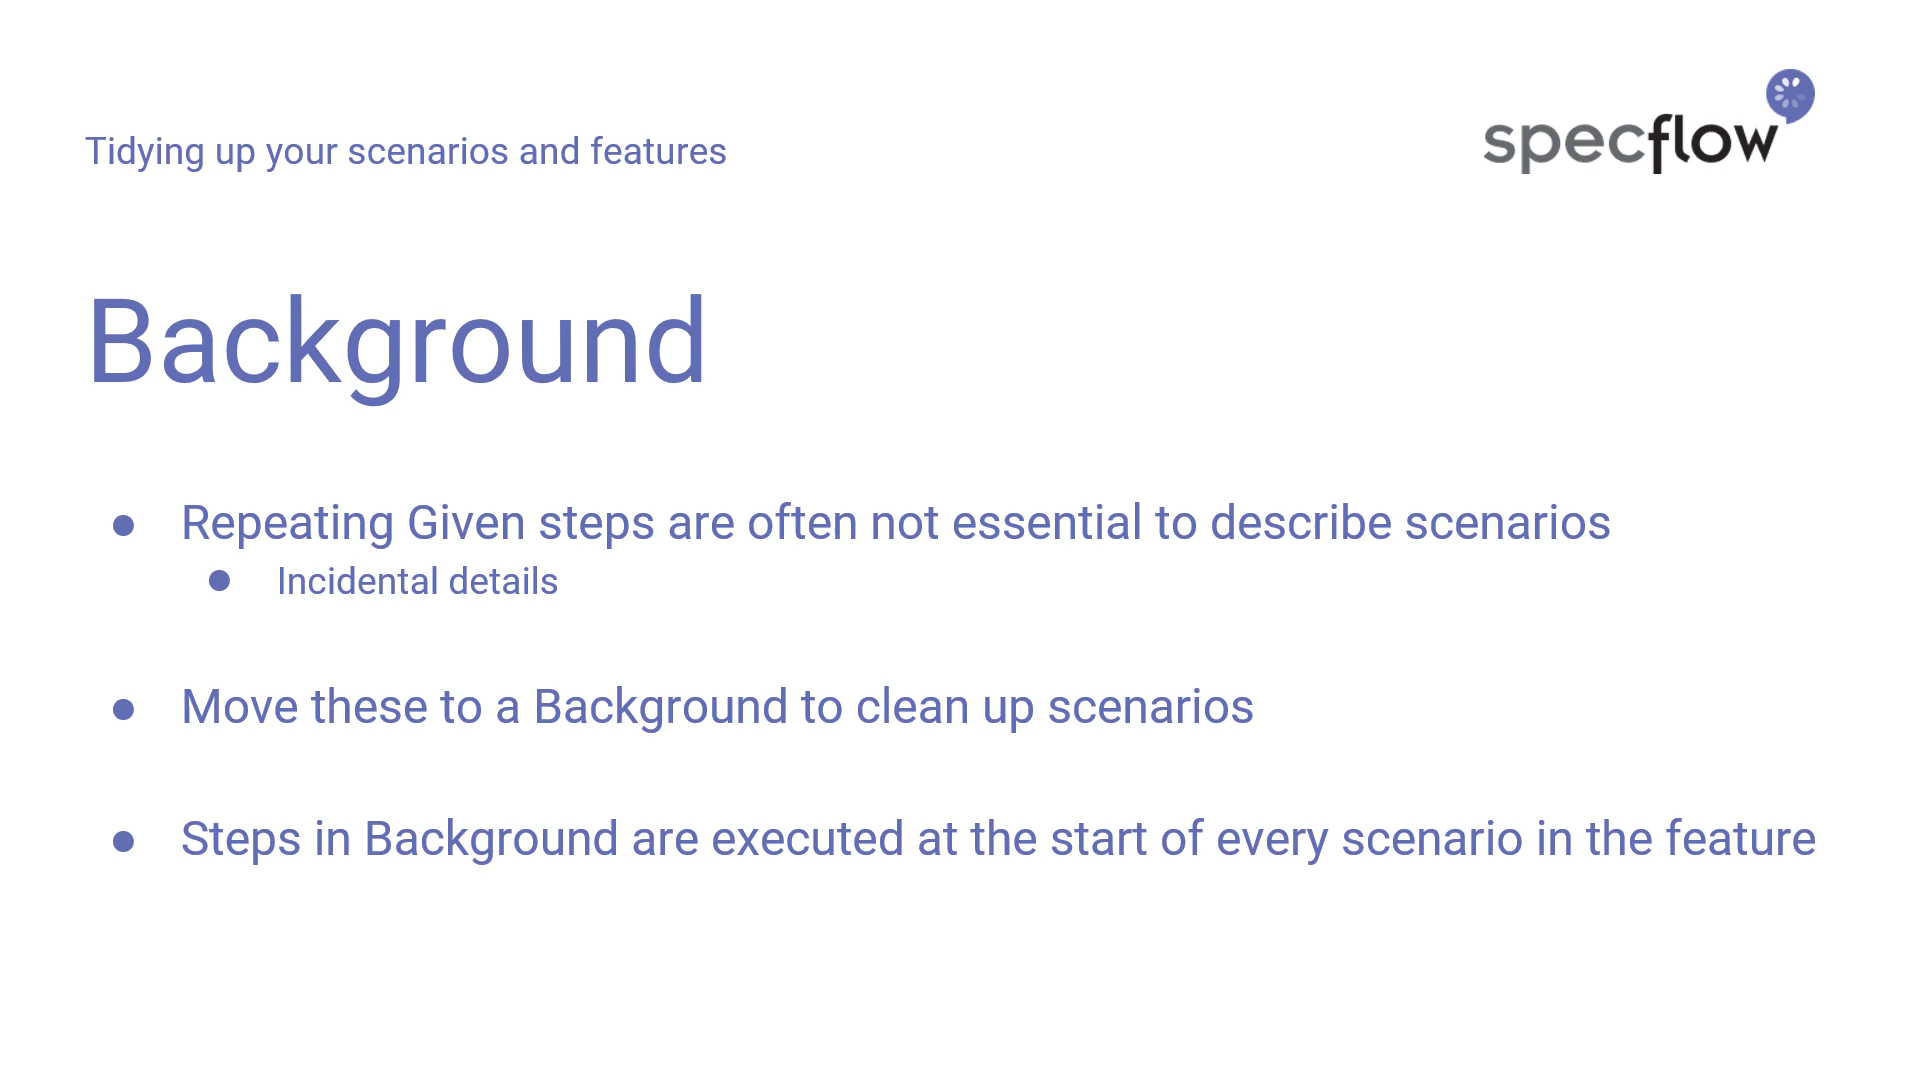 Tidying up your scenarios and features
specflow
Background
● Repeating Given steps are often not essential to describe scenarios
● Incidental details
● Move these to a Background to clean up scenarios
● Steps in Background are executed at the start of every scenario in the feature